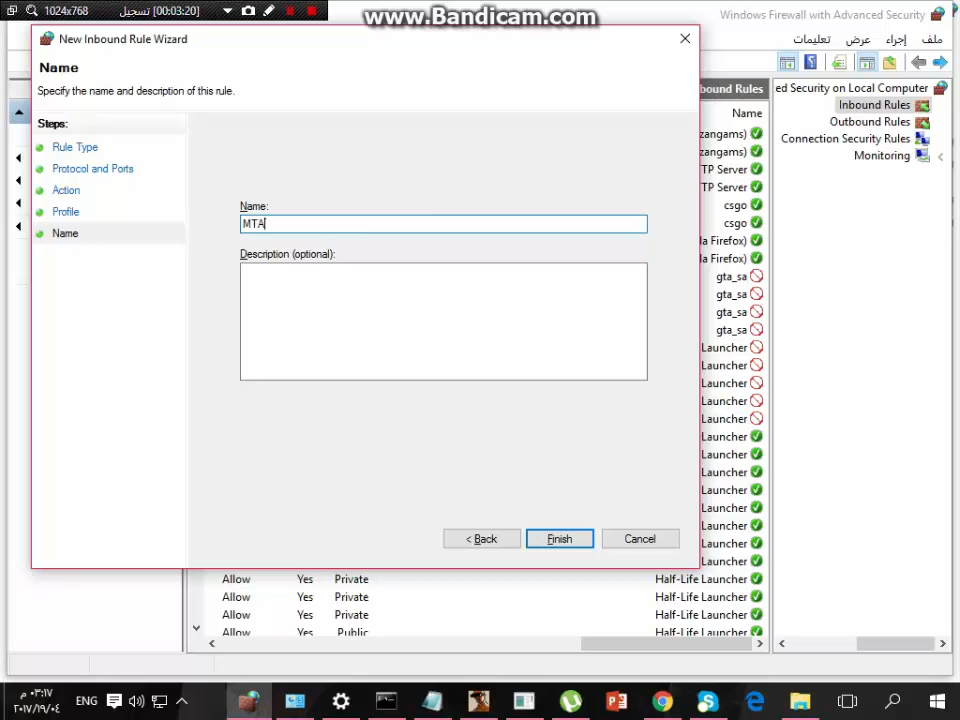 1024x768
تسجيل [00:03:20]
www.Bandicam.com
Windows Firewall with Advanced Security
ملف إجراء عرض تعليمات
New Inbound Rule Wizard
Name
Specify the name and description of this rule.
Steps:
Rule Type
Protocol and Ports
Action
Profile
Name
Name:
MTA
Description (optional):
< Back
Finish
Cancel
bound Rules
Name
zangams)
zangams)
TP Server
TP Server
csgo
csgo
la Firefox)
la Firefox)
gta_sa
gta_sa
gta_sa
gta_sa
Launcher
Launcher
Launcher
Launcher
Launcher
Launcher
Launcher
Launcher
Launcher
Launcher
Launcher
Launcher
Launcher
Allow Yes Private Half-Life Launcher
Allow Yes Private Half-Life Launcher
Allow Yes Private Half-Life Launcher
Allow Yes Public Half-Life Launcher
ed Security on Local Computer
Inbound Rules
Outbound Rules
Connection Security Rules
Monitoring
٠٣:١٧ م
٢٠١٧/١٩/٠٤
ENG